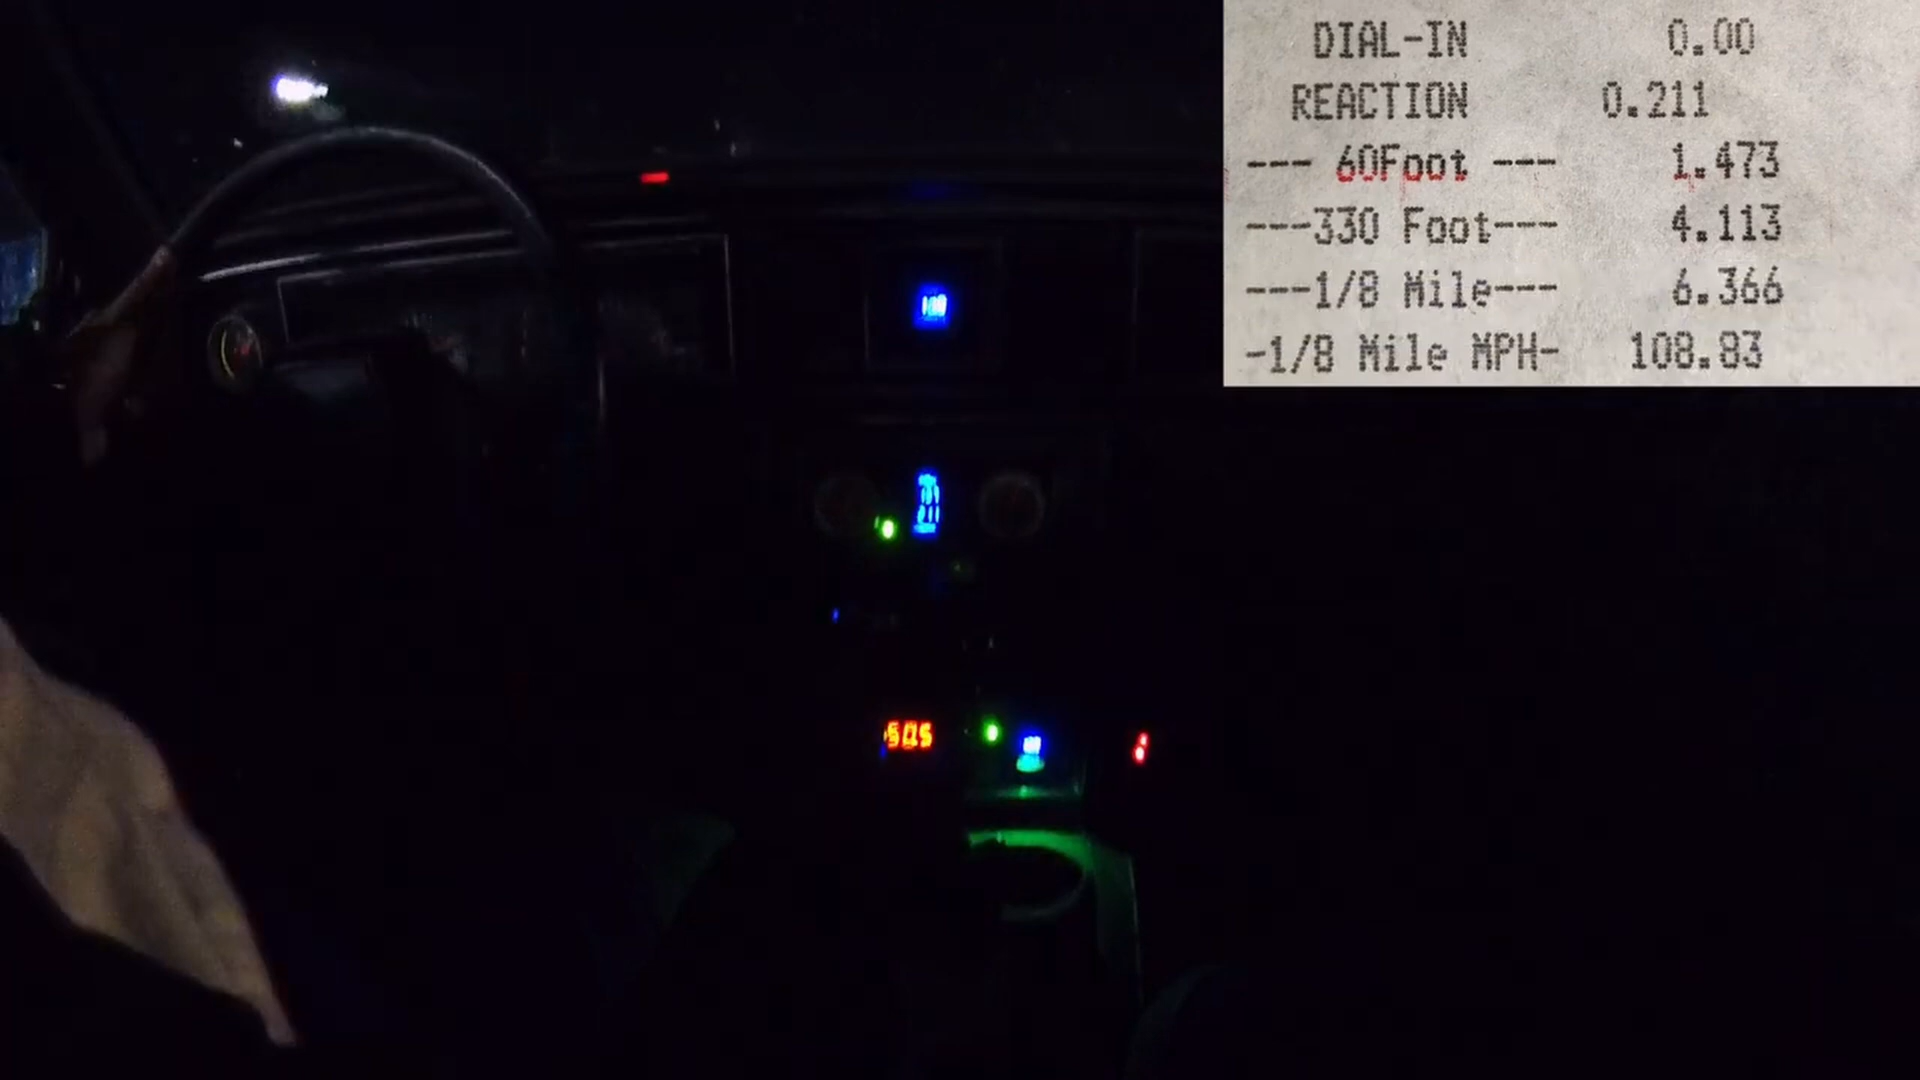 DIAL-IN 0.00
REACTION 0.211
--- 60Foot --- 1.473
---330 Foot--- 4.113
---1/8 Mile--- 6.366
-1/8 Mile MPH- 108.83